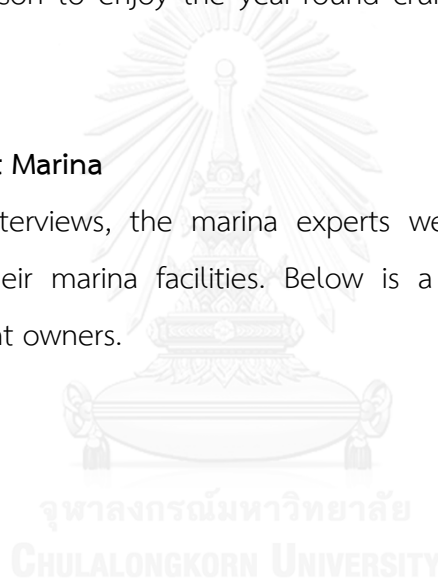 son to enjoy the year-round
t Marina
terviews, the marina experts we
eir marina facilities. Below is a
nt owners.
จุฬาลงกรณ์มหาวิทยาลัย
CHULALONGKORN UNIVERSITY